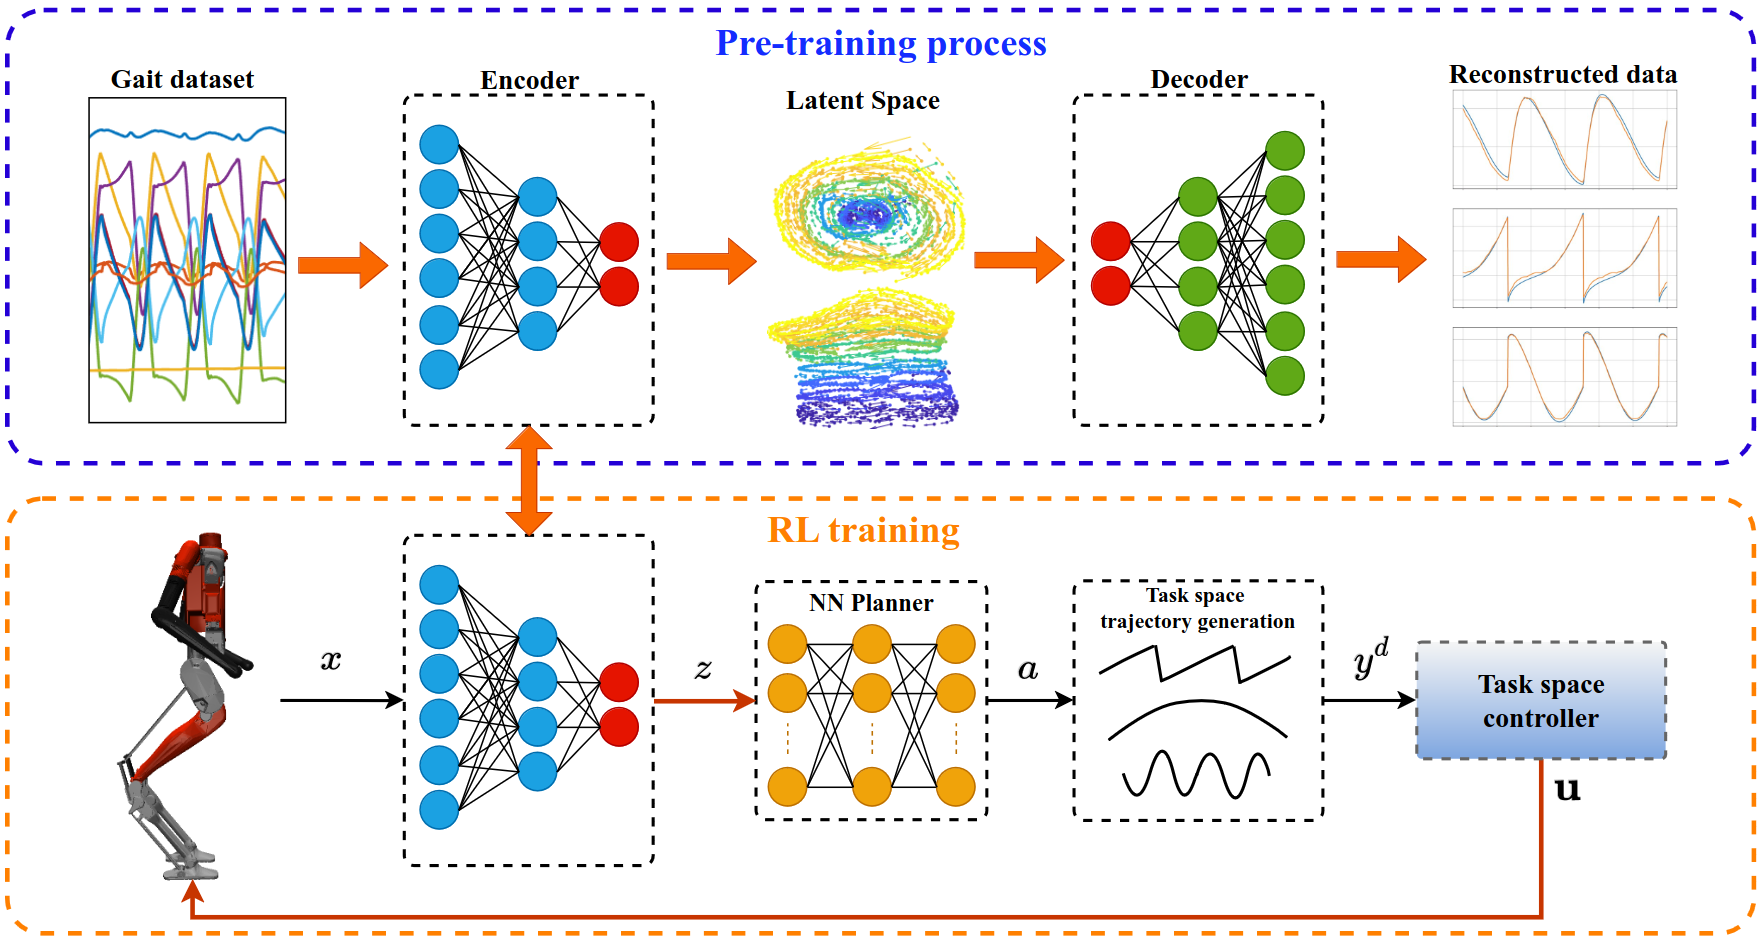 Pre-training process
Gait dataset
Encoder
Latent Space
Decoder
Reconstructed data
RL training
x
z
NN Planner
a
Task space
trajectory generation
y^d
Task space
controller
u